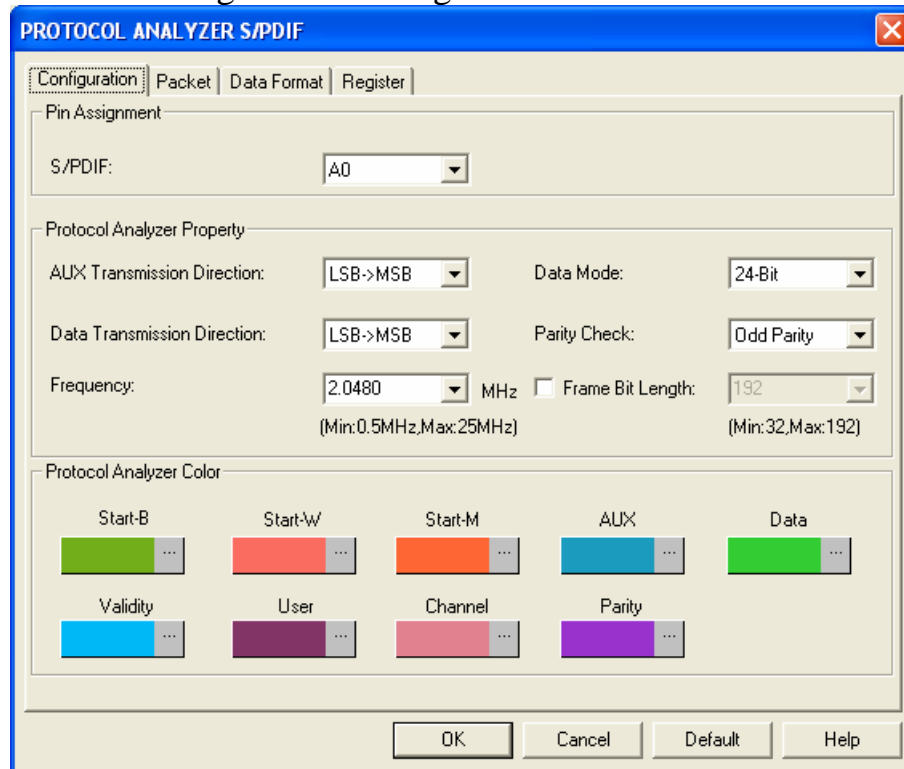 PROTOCOL ANALYZER S/PDIF
Configuration Packet Data Format Register
Pin Assignment
S/PDIF: A0
Protocol Analyzer Property
AUX Transmission Direction: LSB->MSB Data Mode: 24-Bit
Data Transmission Direction: LSB->MSB Parity Check: Odd Parity
Frequency: 2.0480 MHz Frame Bit Length: 192
(Min:0.5MHz,Max:25MHz) (Min:32,Max:192)
Protocol Analyzer Color
Start-B Start-W Start-M AUX Data
... ... ... ... ...
Validity User Channel Parity
... ... ... ...
OK Cancel Default Help